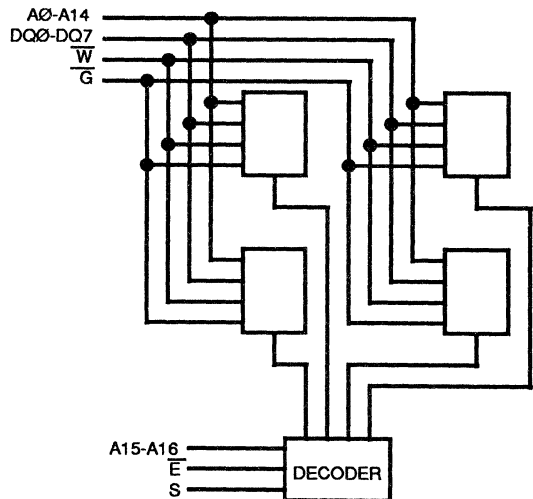 AØ-A14
DQØ-DQ7
W̅
G̅
A15-A16
E̅
S
DECODER